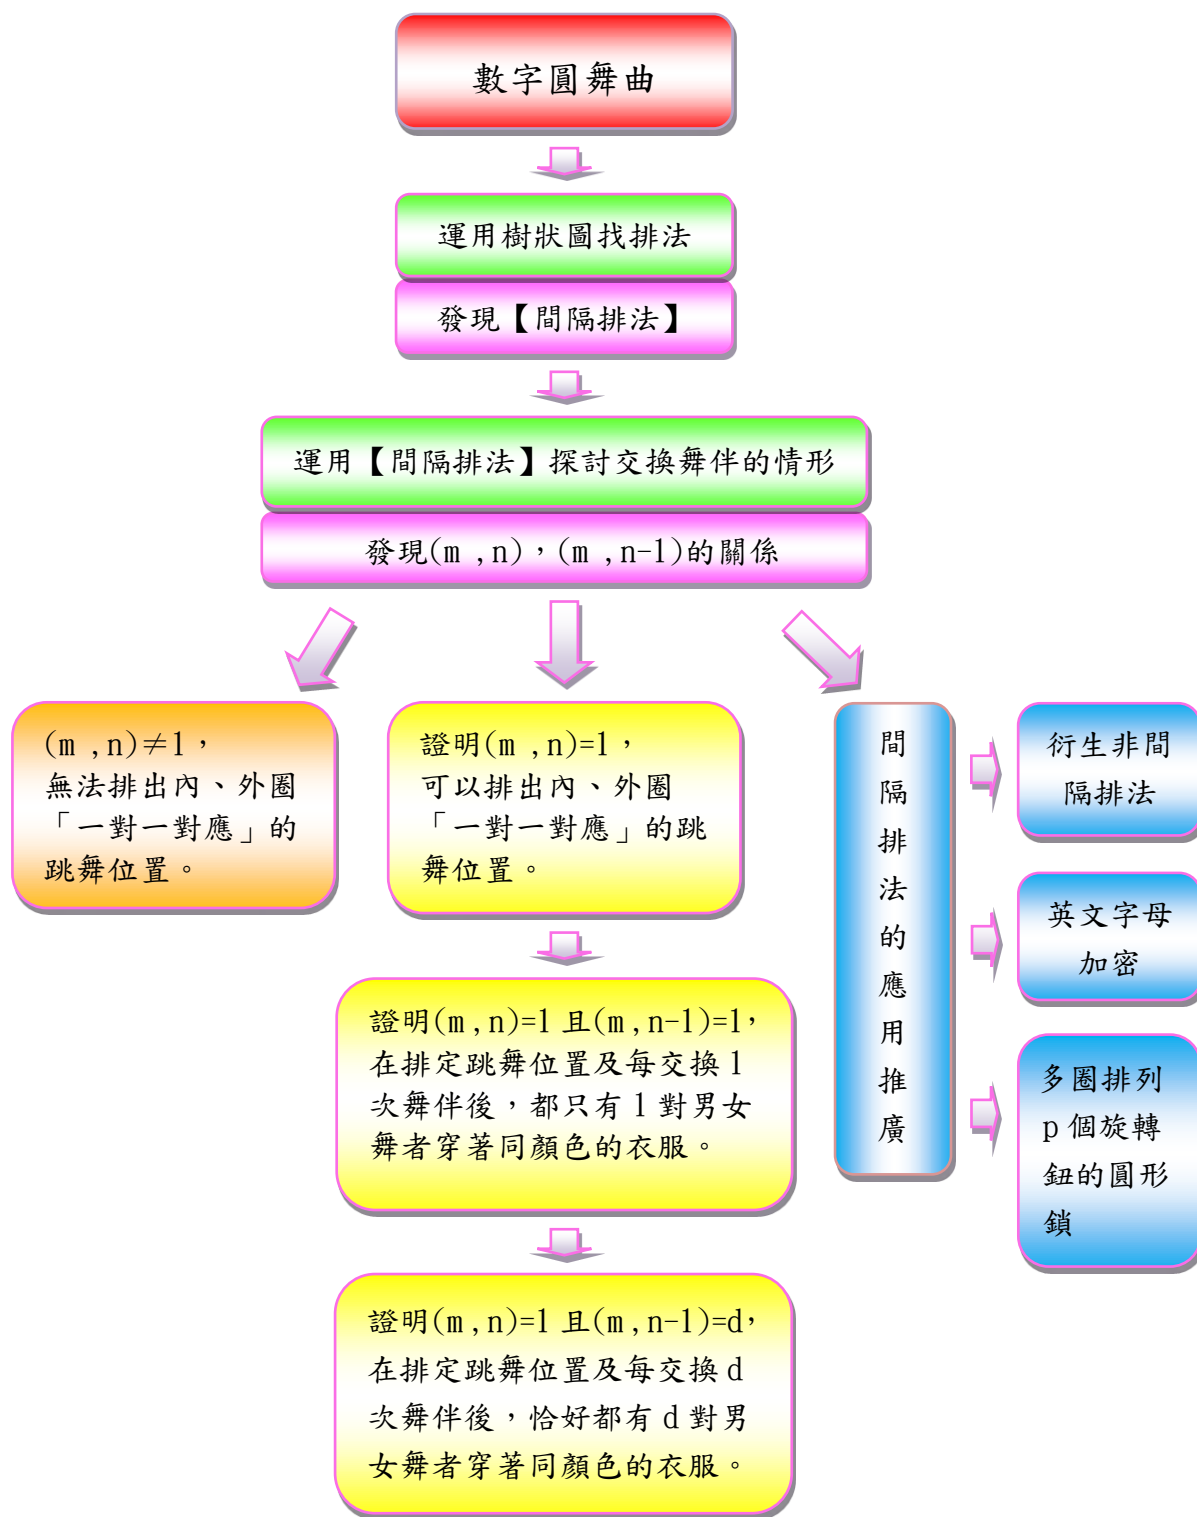 數字圓舞曲
運用樹狀圖找排法
發現【間隔排法】
運用【間隔排法】探討交換舞伴的情形
發現(m ,n)，(m ,n-1)的關係
(m ,n)≠1，
無法排出內、外圈
「一對一對應」的
跳舞位置。
證明(m ,n)=1，
可以排出內、外圈
「一對一對應」的跳
舞位置。
證明(m ,n)=1 且(m ,n-1)=1，
在排定跳舞位置及每交換 1
次舞伴後，都只有 1 對男女
舞者穿著同顏色的衣服。
證明(m ,n)=1 且(m ,n-1)=d，
在排定跳舞位置及每交換 d
次舞伴後，恰好都有 d 對男
女舞者穿著同顏色的衣服。
間隔排法的應用推廣
衍生非間
隔排法
英文字母
加密
多圈排列
p 個旋轉
鈕的圓形
鎖